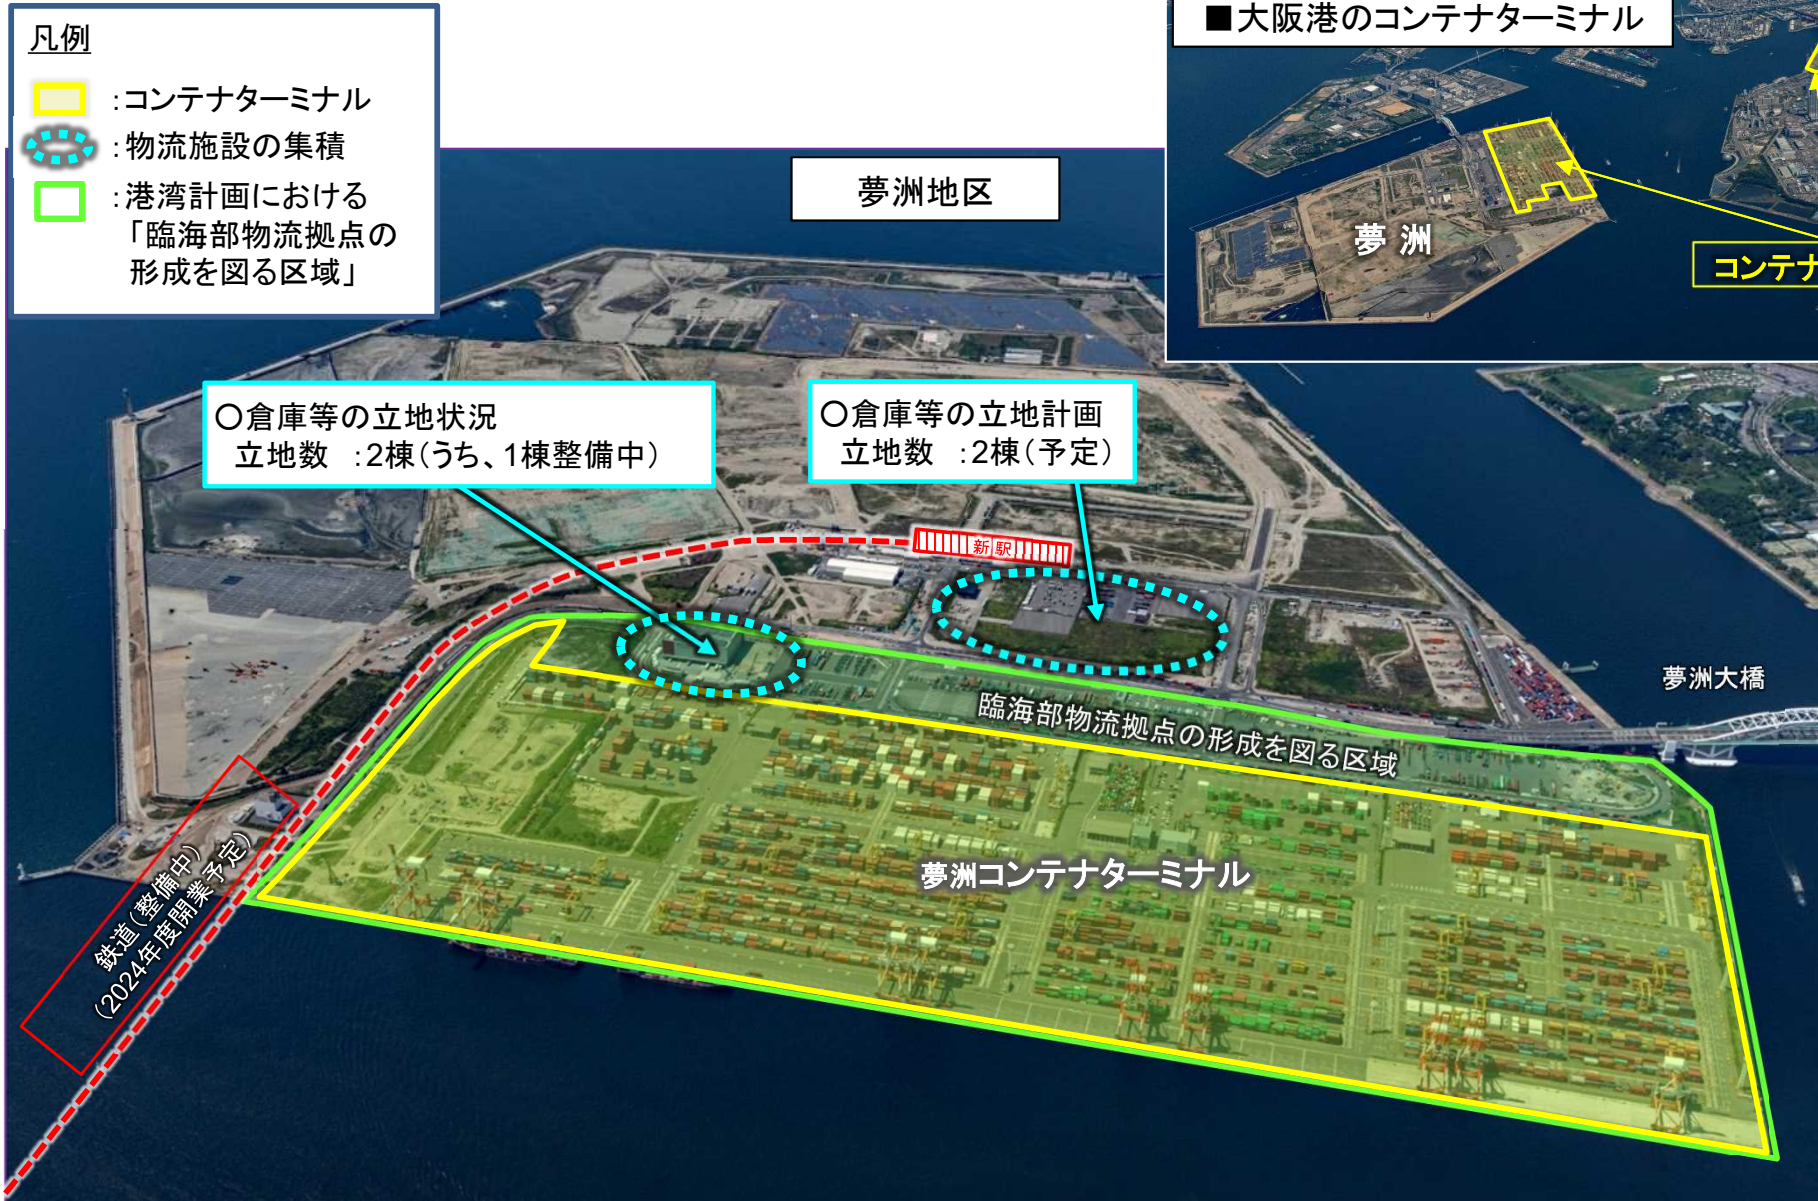 凡例
：コンテナターミナル
：物流施設の集積
：港湾計画における
「臨海部物流拠点の
形成を図る区域」
■大阪港のコンテナターミナル
夢洲
コンテナ
夢洲地区
〇倉庫等の立地状況
立地数　：2棟（うち、1棟整備中）
〇倉庫等の立地計画
立地数　：2棟（予定）
新駅
夢洲大橋
臨海部物流拠点の形成を図る区域
夢洲コンテナターミナル
鉄道（整備中）
（2024年度開業予定）